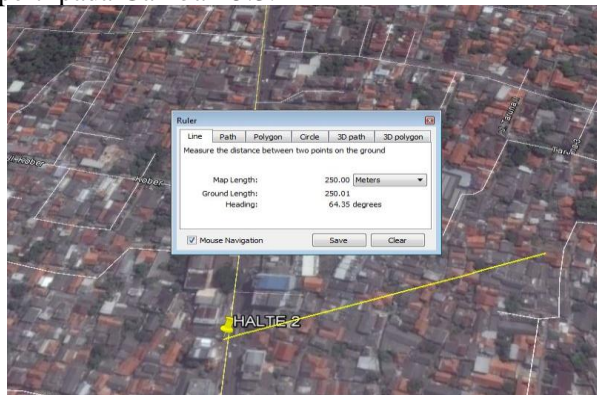 Ruler
Line Path Polygon Circle 3D path 3D polygon
Measure the distance between two points on the ground
Map Length: 250.00 Meters
Ground Length: 250.01
Heading: 64.35 degrees
Mouse Navigation Save Clear
Kober
HALTE 2